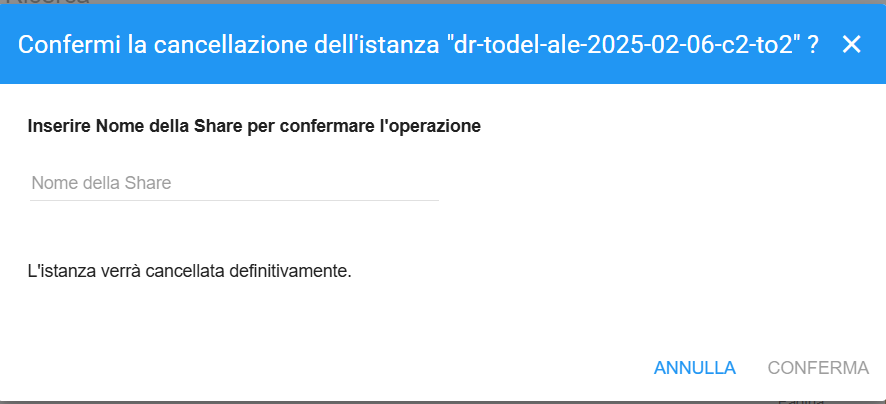 Confermi la cancellazione dell'istanza "dr-todel-ale-2025-02-06-c2-to2" ?
Inserire Nome della Share per confermare l'operazione
Nome della Share
L'istanza verrà cancellata definitivamente.
ANNULLA CONFERMA